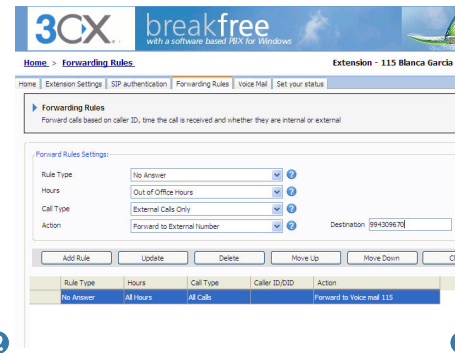 3CX. breakfree
with a software based PBX for Windows
Home > Forwarding Rules Extension - 115 Blanca Garcia
Home Extension Settings SIP authentication Forwarding Rules Voice Mail Set your status
Forwarding Rules
Forward calls based on caller ID, time the call is received and whether they are internal or external
Forward Rules Settings:
Rule Type No Answer
Hours Out of Office Hours
Call Type External Calls Only
Action Forward to External Number Destination 994309670
Add Rule Update Delete Move Up Move Down
Rule Type Hours Call Type Caller ID/DID Action
No Answer All Hours All Calls Forward to Voice mail 115